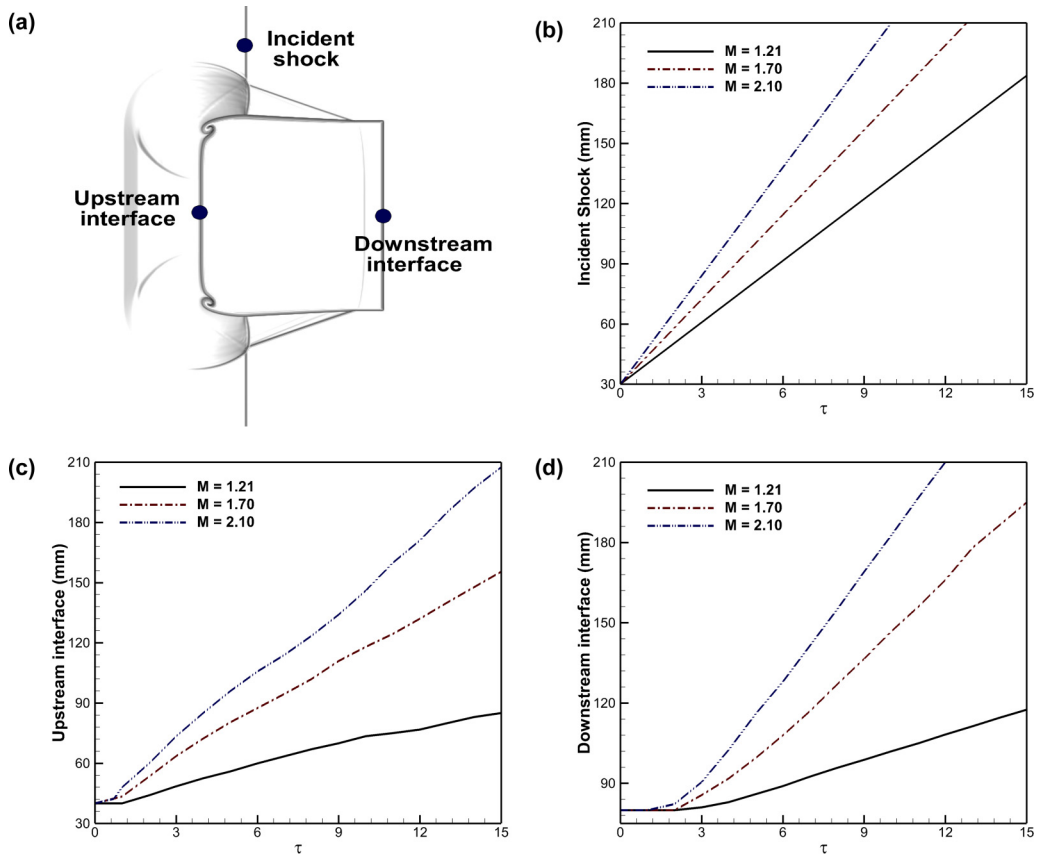 (a)
Incident
shock
Upstream
interface
Downstream
interface
(b)
M = 1.21
M = 1.70
M = 2.10
Incident Shock (mm)
210
180
150
120
90
60
30
0
3
6
9
12
15
τ
(c)
M = 1.21
M = 1.70
M = 2.10
Upstream interface (mm)
210
180
150
120
90
60
30
0
3
6
9
12
15
τ
(d)
M = 1.21
M = 1.70
M = 2.10
Downstream interface (mm)
210
180
150
120
90
0
3
6
9
12
15
τ